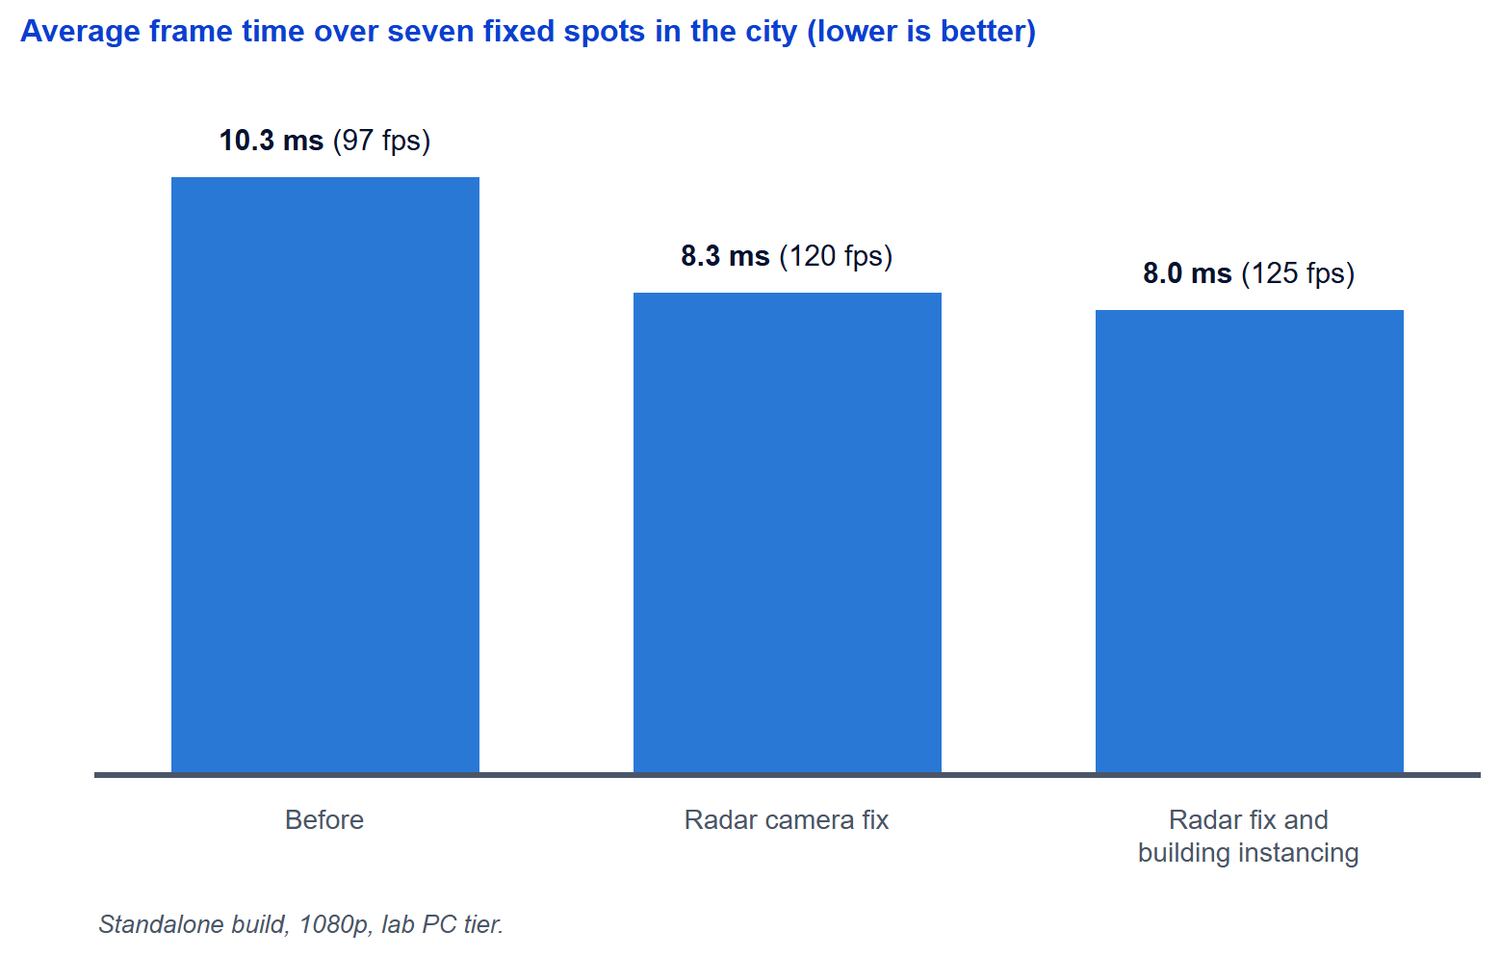 Average frame time over seven fixed spots in the city (lower is better)
10.3 ms (97 fps)
8.3 ms (120 fps)
8.0 ms (125 fps)
Before
Radar camera fix
Radar fix and
building instancing
Standalone build, 1080p, lab PC tier.